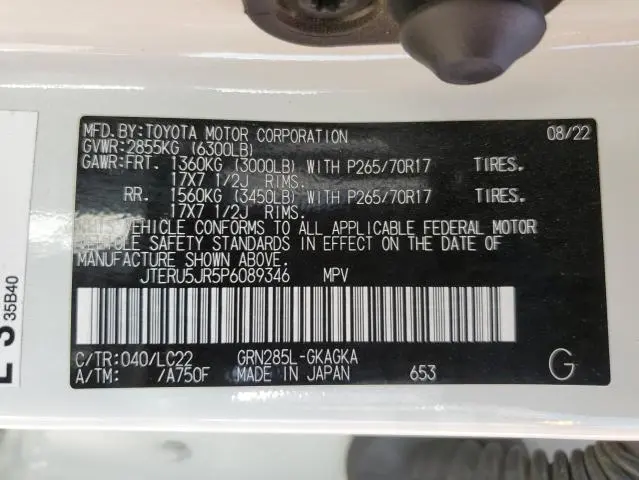 MFD.BY:TOYOTA MOTOR CORPORATION 08/22
GVWR:2855KG (6300LB)
GAWR:FRT. 1360KG (3000LB) WITH P265/70R17 TIRES.
17X7 1/2J RIMS.
RR. 1560KG (3450LB) WITH P265/70R17 TIRES.
17X7 1/2J RIMS.
THIS VEHICLE CONFORMS TO ALL APPLICABLE FEDERAL MOTOR
VEHICLE SAFETY STANDARDS IN EFFECT ON THE DATE OF
MANUFACTURE SHOWN ABOVE.
JTERU5JR5P6089346 MPV
C/TR:040/LC22 GRN285L-GKAGKA
A/TM: /A750F MADE IN JAPAN 653 G
35B40